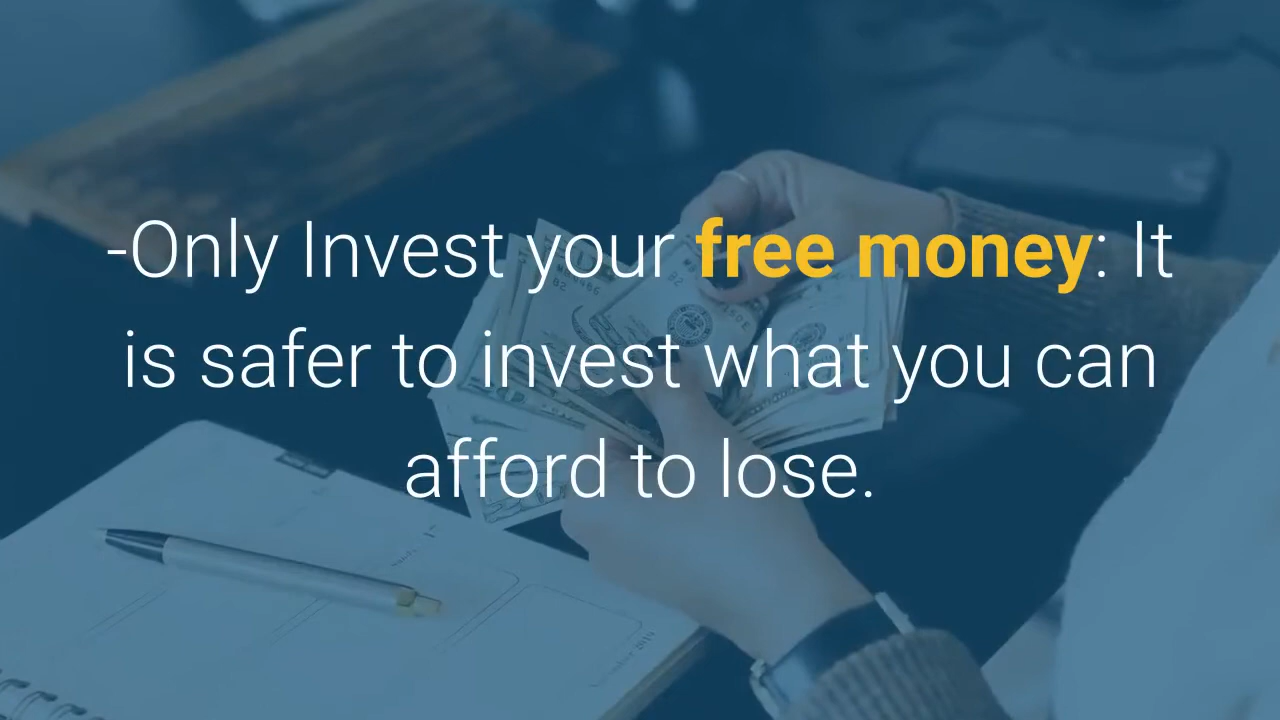 -Only Invest your free money: It
is safer to invest what you can
afford to lose.